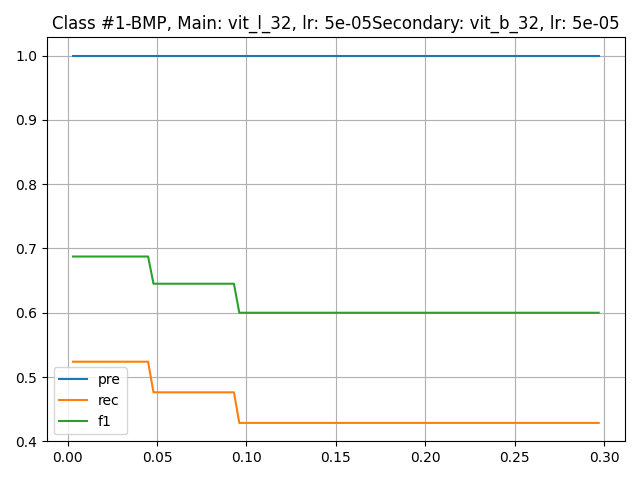 Class #1-BMP, Main: vit_l_32, lr: 5e-05Secondary: vit_b_32, lr: 5e-05
1.0
0.9
0.8
0.7
0.6
0.5
0.4
pre
rec
f1
0.00 0.05 0.10 0.15 0.20 0.25 0.30